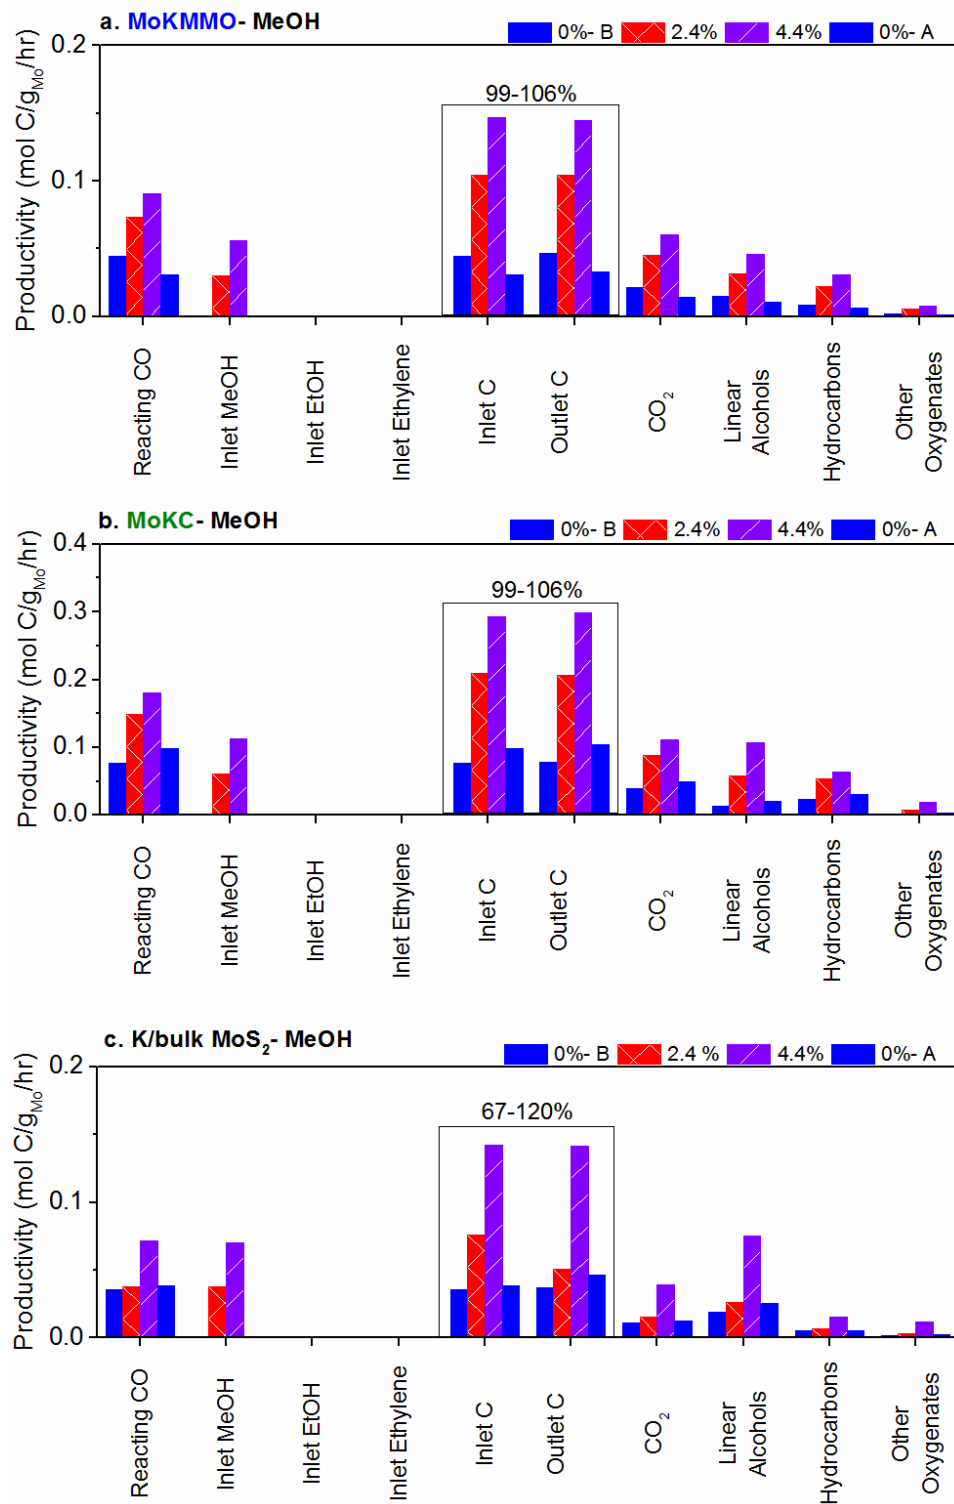 a. MoKMMO- MeOH
0%- B 2.4% 4.4% 0%- A
Productivity (mol C/gMo/hr)
0.2
0.1
0.0
99-106%
Reacting CO
Inlet MeOH
Inlet EtOH
Inlet Ethylene
Inlet C
Outlet C
CO2
Linear
Alcohols
Hydrocarbons
Other
Oxygenates
b. MoKC- MeOH
0%- B 2.4% 4.4% 0%- A
Productivity (mol C/gMo/hr)
0.4
0.3
0.2
0.1
0.0
99-106%
Reacting CO
Inlet MeOH
Inlet EtOH
Inlet Ethylene
Inlet C
Outlet C
CO2
Linear
Alcohols
Hydrocarbons
Other
Oxygenates
c. K/bulk MoS2- MeOH
0%- B 2.4 % 4.4% 0%- A
Productivity (mol C/gMo/hr)
0.2
0.1
0.0
67-120%
Reacting CO
Inlet MeOH
Inlet EtOH
Inlet Ethylene
Inlet C
Outlet C
CO2
Linear
Alcohols
Hydrocarbons
Other
Oxygenates